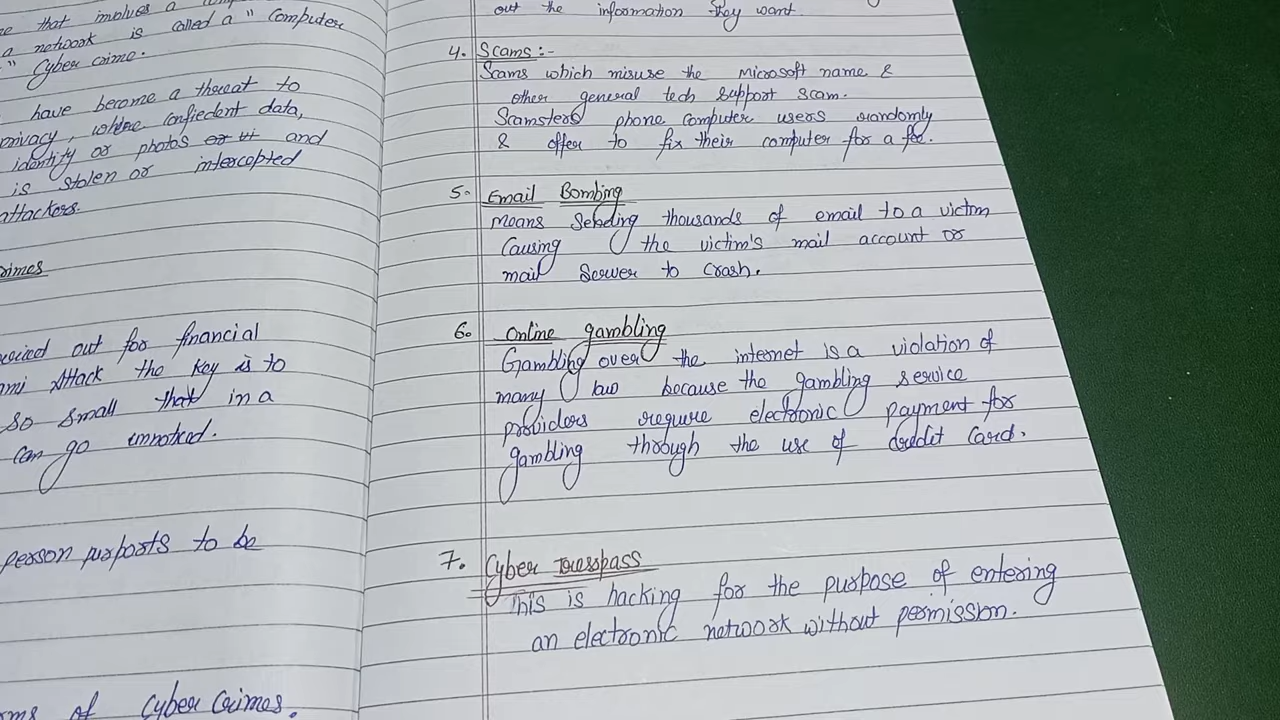 that involves a
a network is called a " Computer
" Cyber crime.
have become a threat to
privacy, where confiedent data,
identify or photos or it and
is stolen or intercepted
attackers.
out for financial
Attack the key is to
so small that in a
can go unnoticed.
person purports to be
of Cyber Crimes.
out the information they want
4. Scams :-
Scams which misuse the Microsoft name &
other general tech support scam.
Scamsters phone computer users randomly
& offer to fix their computer for a fee.
5. Email Bombing
Means Sending thousands of email to a victim
Causing the victim's mail account or
mail Server to Crash.
6. Online gambling
Gambling over the internet is a violation of
many law because the gambling service
providers require electronic payment for
gambling through the use of credit Card.
7. Cyber Tresspass
This is hacking for the purpose of entering
an electronic network without permission.